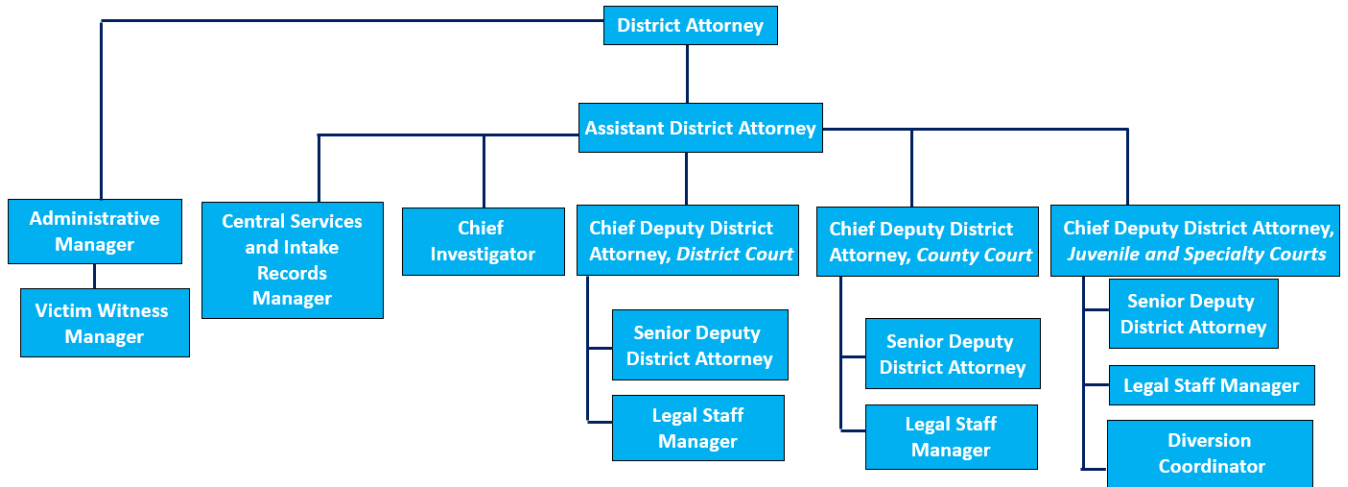 District Attorney
Assistant District Attorney
Administrative
Manager
Central Services
and Intake
Records
Manager
Chief
Investigator
Chief Deputy District
Attorney, District Court
Chief Deputy District
Attorney, County Court
Chief Deputy District Attorney,
Juvenile and Specialty Courts
Victim Witness
Manager
Senior Deputy
District Attorney
Legal Staff
Manager
Senior Deputy
District Attorney
Legal Staff
Manager
Senior Deputy
District Attorney
Legal Staff Manager
Diversion
Coordinator